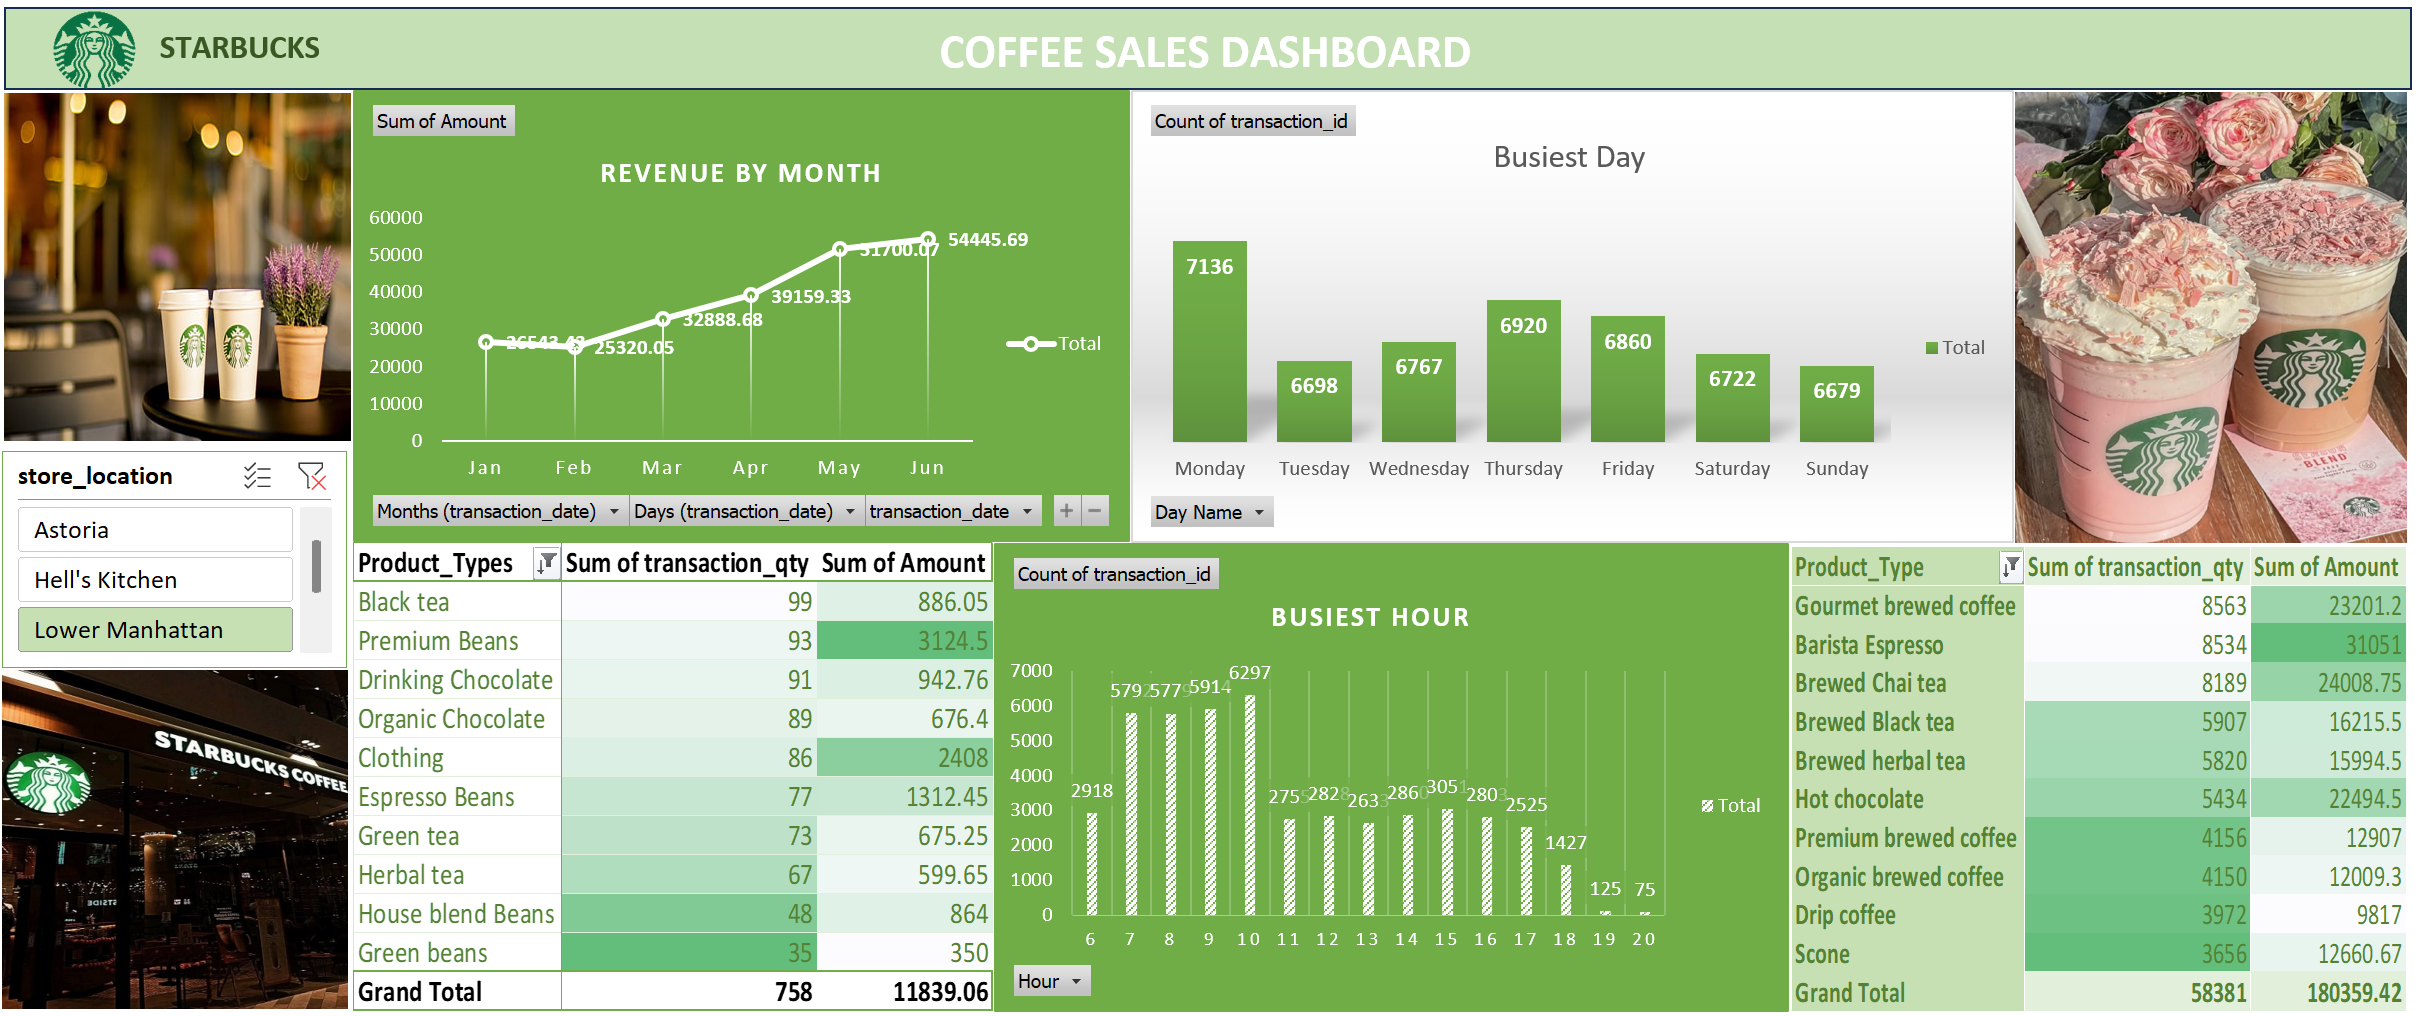 STARBUCKS
COFFEE SALES DASHBOARD
Sum of Amount
REVENUE BY MONTH
60000
50000
40000
30000
20000
10000
0
26543.43
25320.05
32888.68
39159.33
51700.07
54445.69
Total
Jan Feb Mar Apr May Jun
Months (transaction_date) Days (transaction_date) transaction_date + −
Count of transaction_id
Busiest Day
7136 6698 6767 6920 6860 6722 6679
Total
Monday Tuesday Wednesday Thursday Friday Saturday Sunday
Day Name
BLEND
store_location
Astoria
Hell's Kitchen
Lower Manhattan
STARBUCKS COFFEE
Product_Types Sum of transaction_qty Sum of Amount
Black tea 99 886.05
Premium Beans 93 3124.5
Drinking Chocolate 91 942.76
Organic Chocolate 89 676.4
Clothing 86 2408
Espresso Beans 77 1312.45
Green tea 73 675.25
Herbal tea 67 599.65
House blend Beans 48 864
Green beans 35 350
Grand Total 758 11839.06
Count of transaction_id
BUSIEST HOUR
7000
6000
5000
4000
3000
2000
1000
0
2918 5792 5779 5914 6297 2755 2828 2633 2860 3051 2803 2525 1427 125 75
Total
6 7 8 9 10 11 12 13 14 15 16 17 18 19 20
Hour
Product_Type Sum of transaction_qty Sum of Amount
Gourmet brewed coffee 8563 23201.2
Barista Espresso 8534 31051
Brewed Chai tea 8189 24008.75
Brewed Black tea 5907 16215.5
Brewed herbal tea 5820 15994.5
Hot chocolate 5434 22494.5
Premium brewed coffee 4156 12907
Organic brewed coffee 4150 12009.3
Drip coffee 3972 9817
Scone 3656 12660.67
Grand Total 58381 180359.42